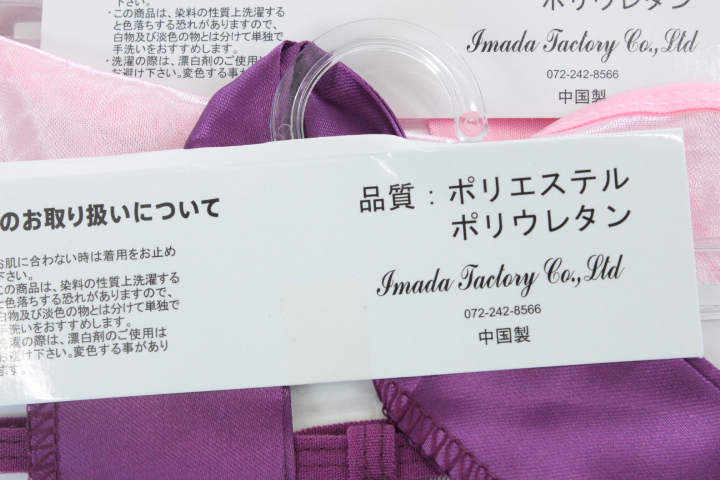 下さい。
・この商品は、染料の性質上洗濯する
と色落ちする恐れがありますので、
白物及び淡色の物とは分けて単独で
手洗いをおすすめします。
・洗濯の際は、漂白剤のご使用は
お避け下さい。変色する事が
ポリウレタン
Imada Tactory Co.,Ltd
072-242-8566
中国製
のお取り扱いについて
お肌に合わない時は着用をお止め
下さい。
この商品は、染料の性質上洗濯する
と色落ちする恐れがありますので、
白物及び淡色の物とは分けて単独で
手洗いをおすすめします。
洗濯の際は、漂白剤のご使用は
お避け下さい。変色する事があり
ます。
品質：ポリエステル
ポリウレタン
Imada Tactory Co.,Ltd
072-242-8566
中国製